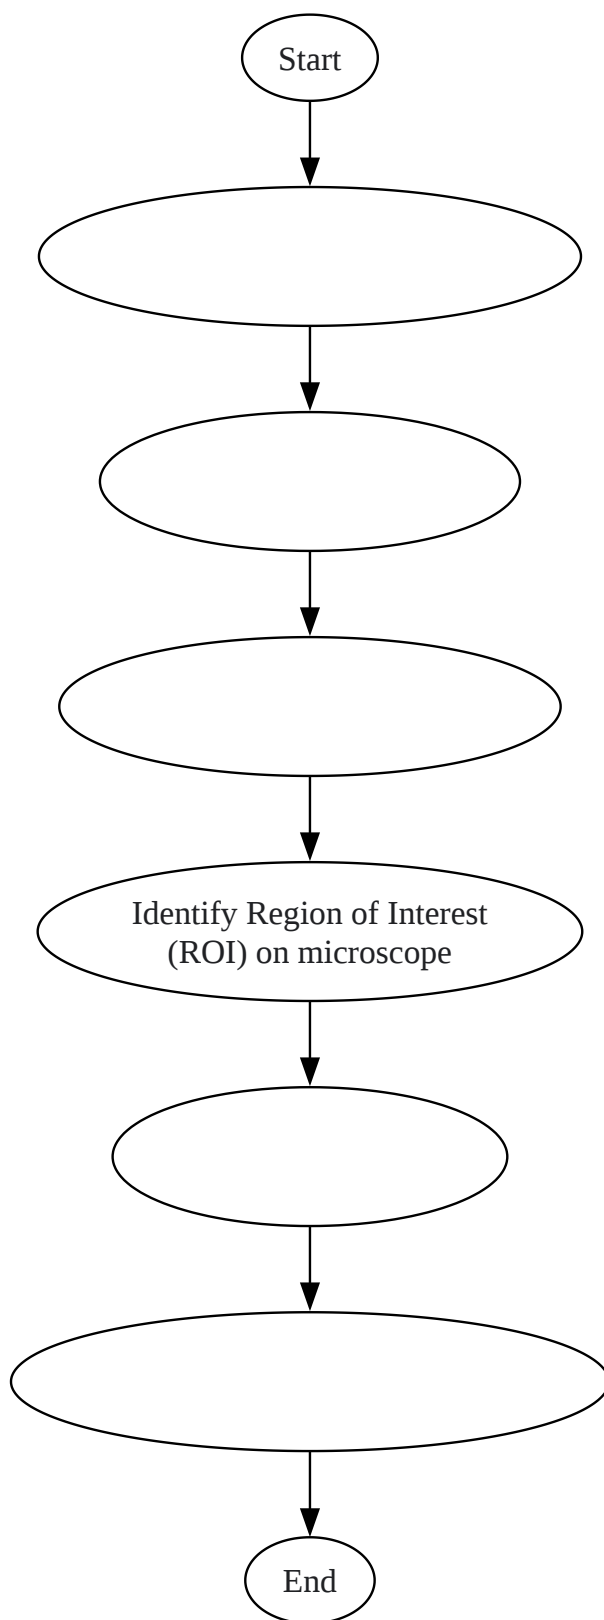 Start
Identify Region of Interest
(ROI) on microscope
End